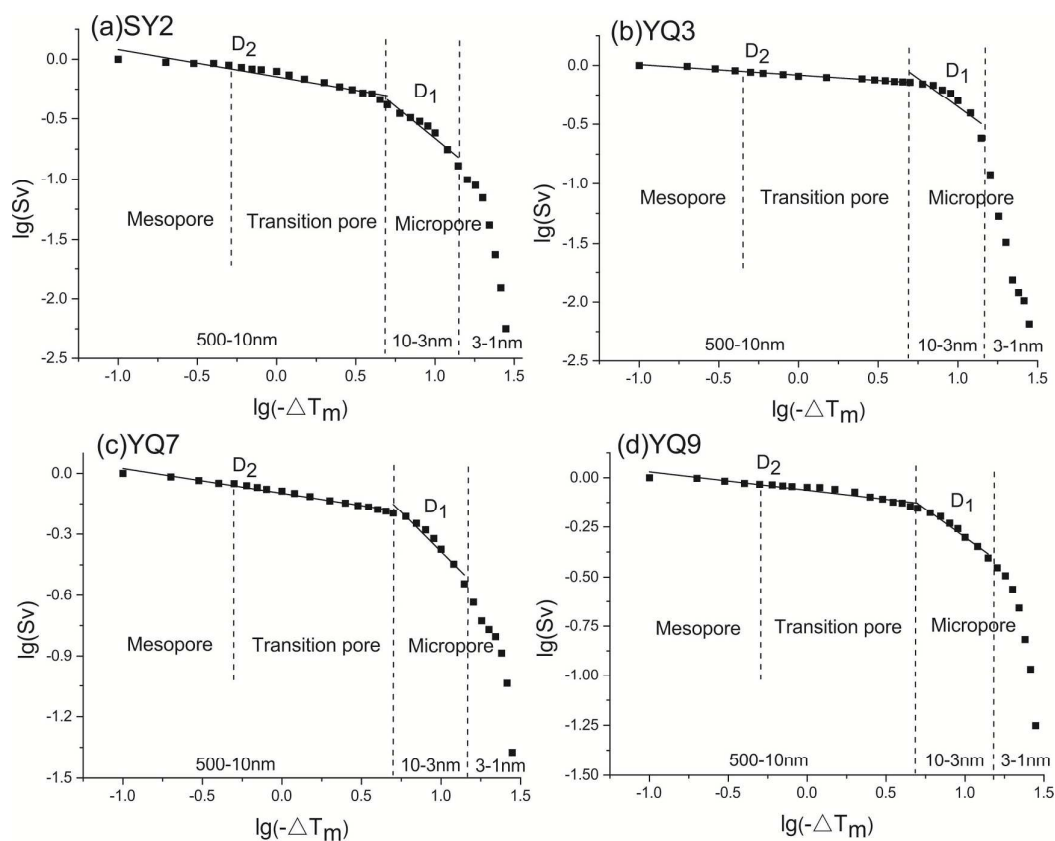 (a)SY2
0.0
-0.5
-1.0
-1.5
-2.0
-2.5
lg(Sv)
D2
D1
Mesopore
Transition pore
Micropore
500-10nm
10-3nm
3-1nm
-1.0
-0.5
0.0
0.5
1.0
1.5
lg(-△Tm)
(b)YQ3
0.5
0.0
-0.5
-1.0
-1.5
-2.0
-2.5
lg(Sv)
D2
D1
Mesopore
Transition pore
Micropore
500-10nm
10-3nm
3-1nm
-1.0
-0.5
0.0
0.5
1.0
1.5
lg(-△Tm)
(c)YQ7
0.0
-0.3
-0.6
-0.9
-1.2
-1.5
lg(Sv)
D2
D1
Mesopore
Transition pore
Micropore
500-10nm
10-3nm
3-1nm
-1.0
-0.5
0.0
0.5
1.0
1.5
lg(-△Tm)
(d)YQ9
0.25
0.00
-0.25
-0.50
-0.75
-1.00
-1.25
-1.50
lg(Sv)
D2
D1
Mesopore
Transition pore
Micropore
500-10nm
10-3nm
3-1nm
-1.0
-0.5
0.0
0.5
1.0
1.5
lg(-△Tm)